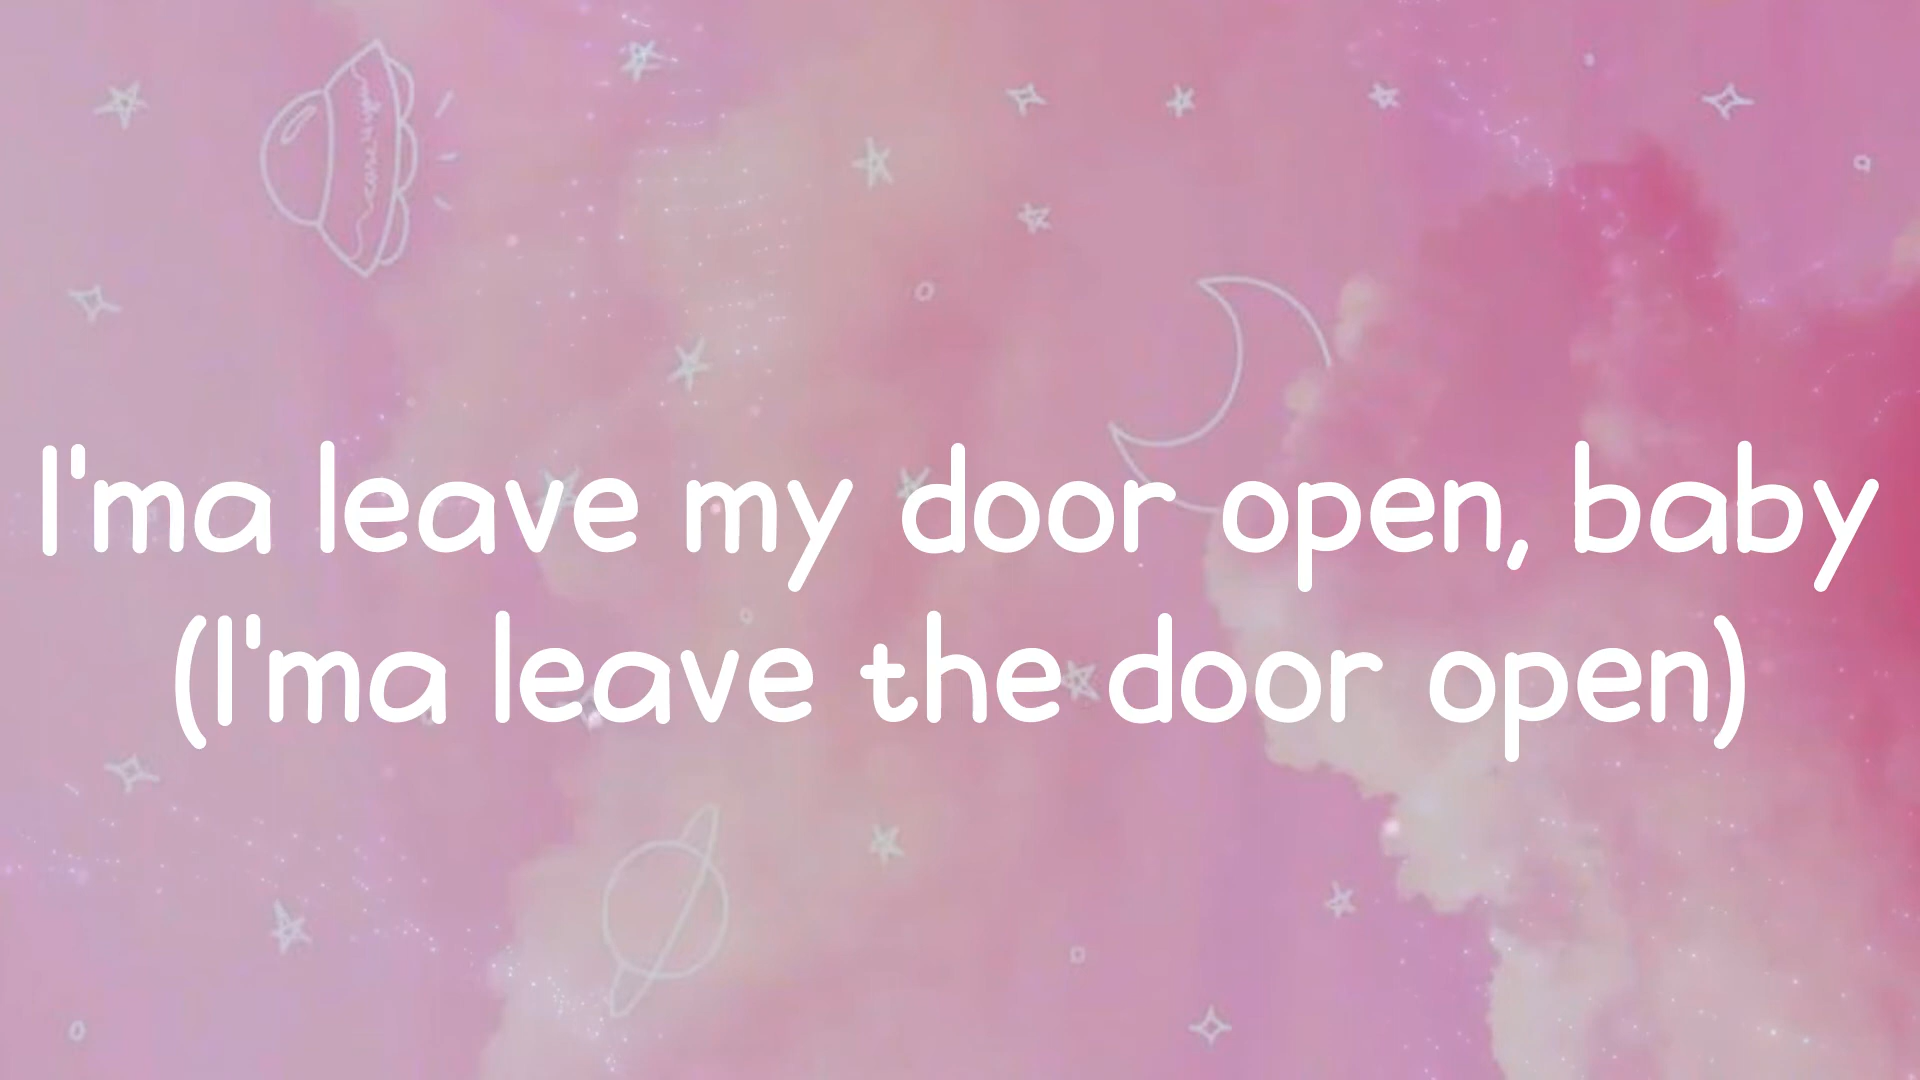 I'ma leave my door open, baby
(I'ma leave the door open)